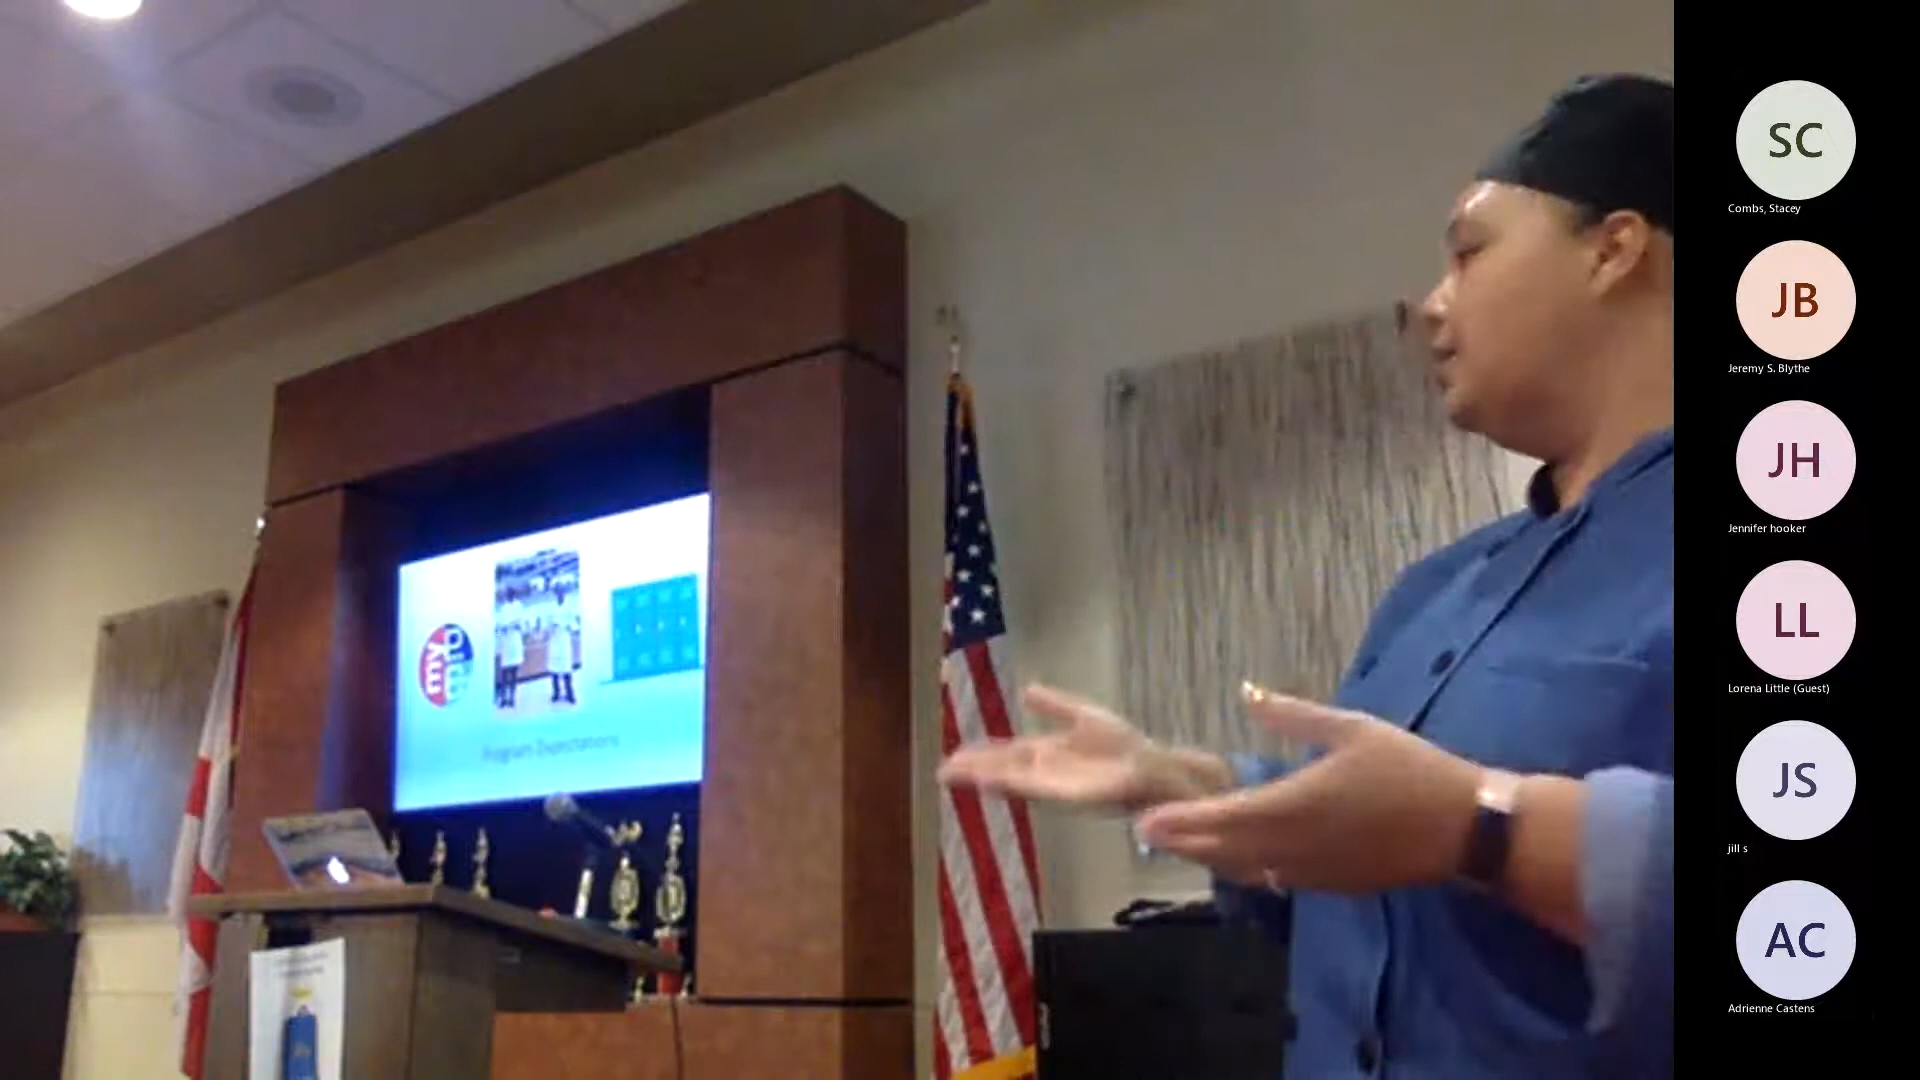 my
Program Expectations
SC
Combs, Stacey
JB
Jeremy S. Blythe
JH
Jennifer hooker
LL
Lorena Little (Guest)
JS
jill s
AC
Adrienne Castens